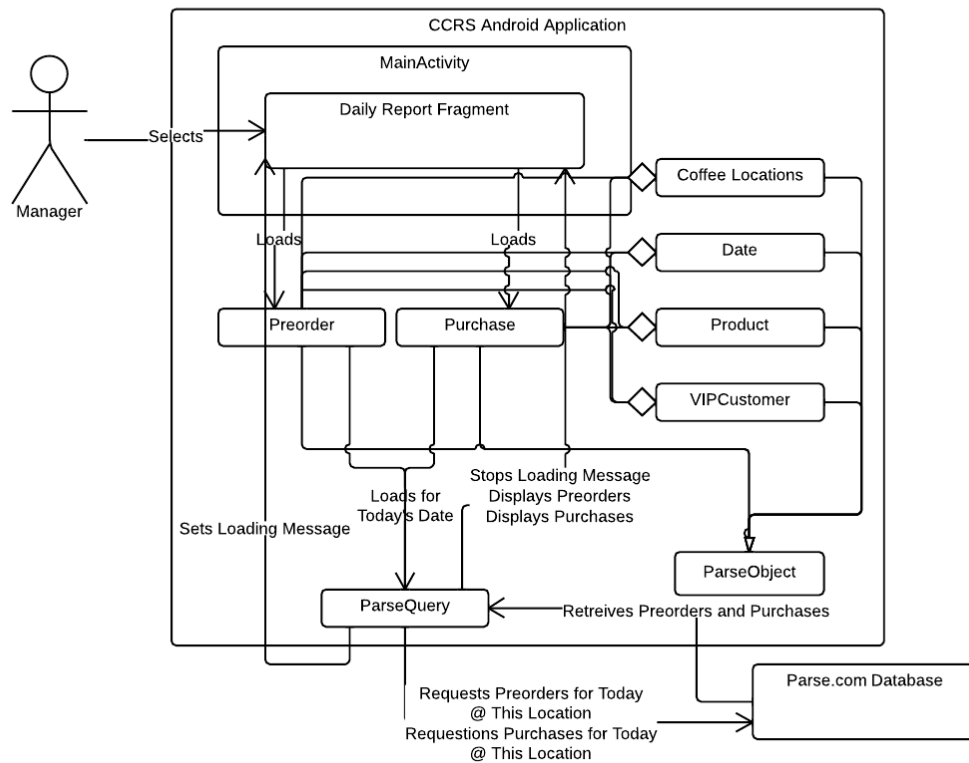 CCRS Android Application
MainActivity
Daily Report Fragment
Selects
Manager
Coffee Locations
Loads
Loads
Date
Preorder
Purchase
Product
VIPCustomer
Stops Loading Message
Displays Preorders
Displays Purchases
Loads for
Today's Date
Sets Loading Message
ParseObject
ParseQuery
Retreives Preorders and Purchases
Parse.com Database
Requests Preorders for Today
@ This Location
Requestions Purchases for Today
@ This Location